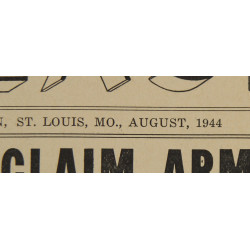 N, ST. LOUIS, MO., AUGUST, 1944
CLAIM ARM